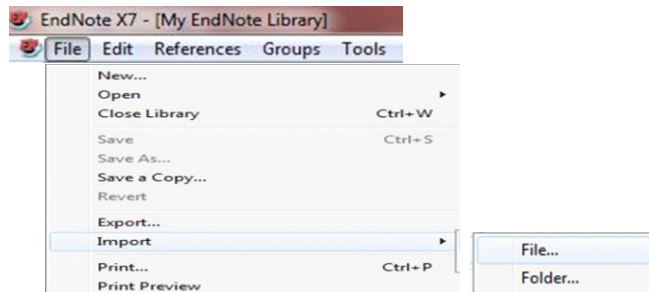 EndNote X7 - [My EndNote Library]
File Edit References Groups Tools
New...
Open
Close Library Ctrl+W
Save Ctrl+S
Save As...
Save a Copy...
Revert
Export...
Import
Print... Ctrl+P
Print Preview
File...
Folder...